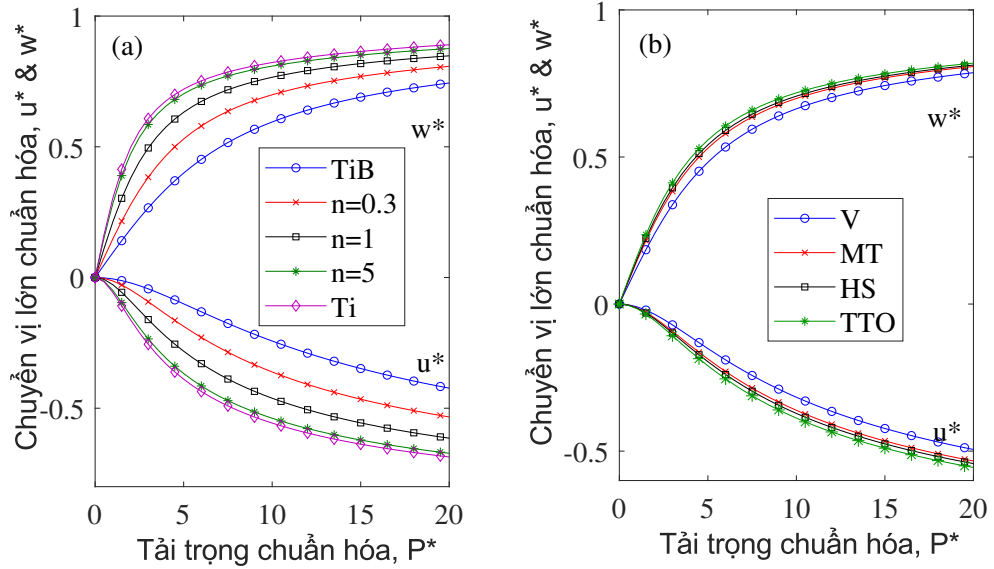 (a)
Chuyển vị lớn chuẩn hóa, u* & w*
1
0.5
0
-0.5
w*
TiB
n=0.3
n=1
n=5
Ti
u*
0
5
10
15
20
Tải trọng chuẩn hóa, P*
(b)
Chuyển vị lớn chuẩn hóa, u* & w*
1
0.5
0
-0.5
w*
V
MT
HS
TTO
u*
0
5
10
15
20
Tải trọng chuẩn hóa, P*